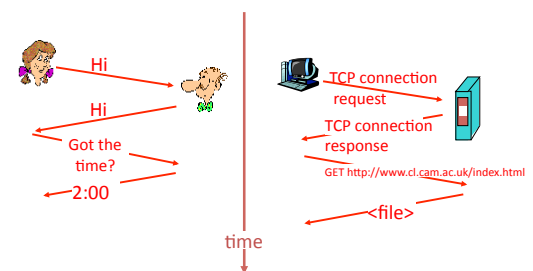 Hi
Hi
Got the
time?
2:00
time
TCP connection
request
TCP connection
response
GET http://www.cl.cam.ac.uk/index.html
<file>